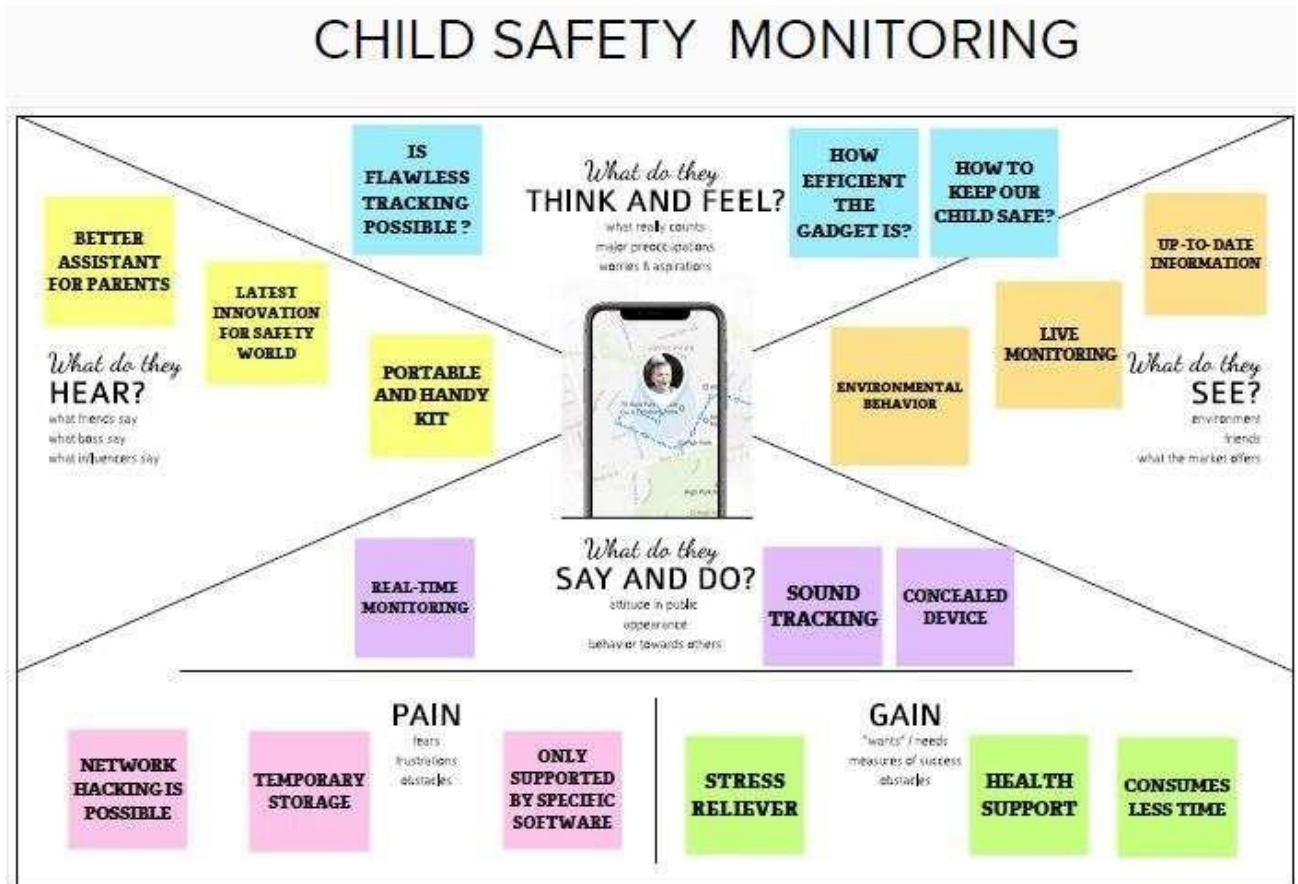 CHILD SAFETY MONITORING
IS
FLAWLESS
TRACKING
POSSIBLE ?
What do they
THINK AND FEEL?
what really counts
major preoccupations
worries & aspirations
HOW
EFFICIENT
THE
GADGET IS?
HOW TO
KEEP OUR
CHILD SAFE?
BETTER
ASSISTANT
FOR PARENTS
LATEST
INNOVATION
FOR SAFETY
WORLD
PORTABLE
AND HANDY
KIT
What do they
HEAR?
what friends say
what boss say
what influencers say
UP-TO- DATE
INFORMATION
LIVE
MONITORING
ENVIRONMENTAL
BEHAVIOR
What do they
SEE?
environment
friends
what the market offers
REAL-TIME
MONITORING
What do they
SAY AND DO?
attitude in public
appearance
behavior towards others
SOUND
TRACKING
CONCEALED
DEVICE
PAIN
fears
frustrations
obstacles
NETWORK
HACKING IS
POSSIBLE
TEMPORARY
STORAGE
ONLY
SUPPORTED
BY SPECIFIC
SOFTWARE
GAIN
"wants" / needs
measures of success
obstacles
STRESS
RELIEVER
HEALTH
SUPPORT
CONSUMES
LESS TIME